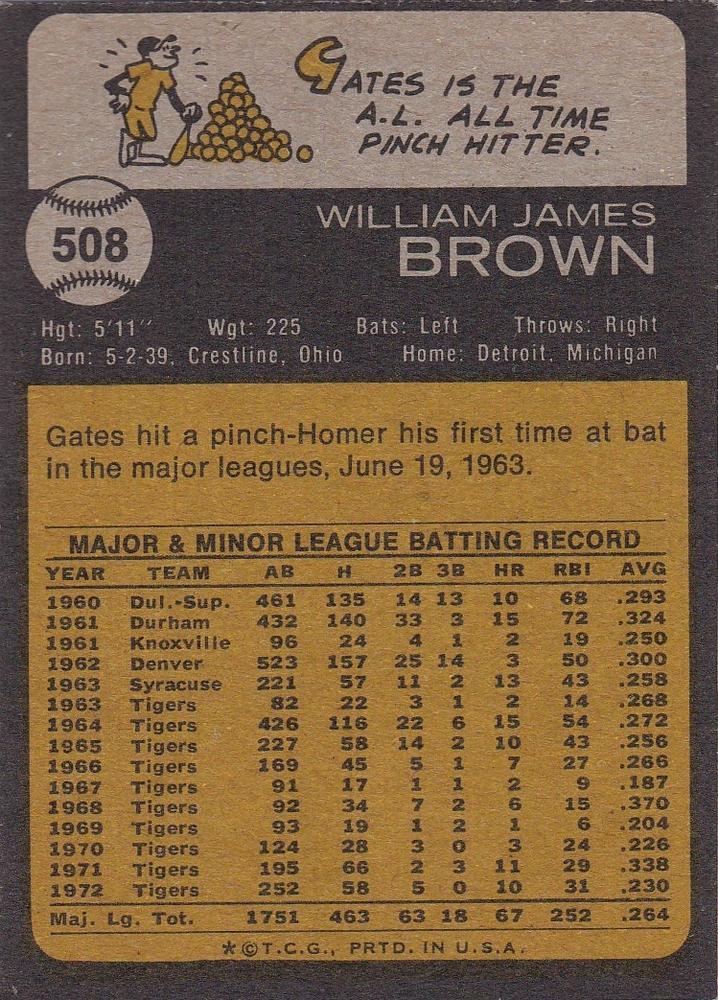 GATES IS THE
A.L. ALL TIME
PINCH HITTER.
508
WILLIAM JAMES
BROWN
Hgt: 5'11" Wgt: 225 Bats: Left Throws: Right
Born: 5-2-39, Crestline, Ohio Home: Detroit, Michigan
Gates hit a pinch-Homer his first time at bat
in the major leagues, June 19, 1963.
MAJOR & MINOR LEAGUE BATTING RECORD
YEAR TEAM AB H 2B 3B HR RBI AVG
1960 Dul.-Sup. 461 135 14 13 10 68 .293
1961 Durham 432 140 33 3 15 72 .324
1961 Knoxville 96 24 4 1 2 19 .250
1962 Denver 523 157 25 14 3 50 .300
1963 Syracuse 221 57 11 2 13 43 .258
1963 Tigers 82 22 3 1 2 14 .268
1964 Tigers 426 116 22 6 15 54 .272
1965 Tigers 227 58 14 2 10 43 .256
1966 Tigers 169 45 5 1 7 27 .266
1967 Tigers 91 17 1 1 2 9 .187
1968 Tigers 92 34 7 2 6 15 .370
1969 Tigers 93 19 1 2 1 6 .204
1970 Tigers 124 28 3 0 3 24 .226
1971 Tigers 195 66 2 3 11 29 .338
1972 Tigers 252 58 5 0 10 31 .230
Maj. Lg. Tot. 1751 463 63 18 67 252 .264
*©T.C.G., PRTD. IN U.S.A.